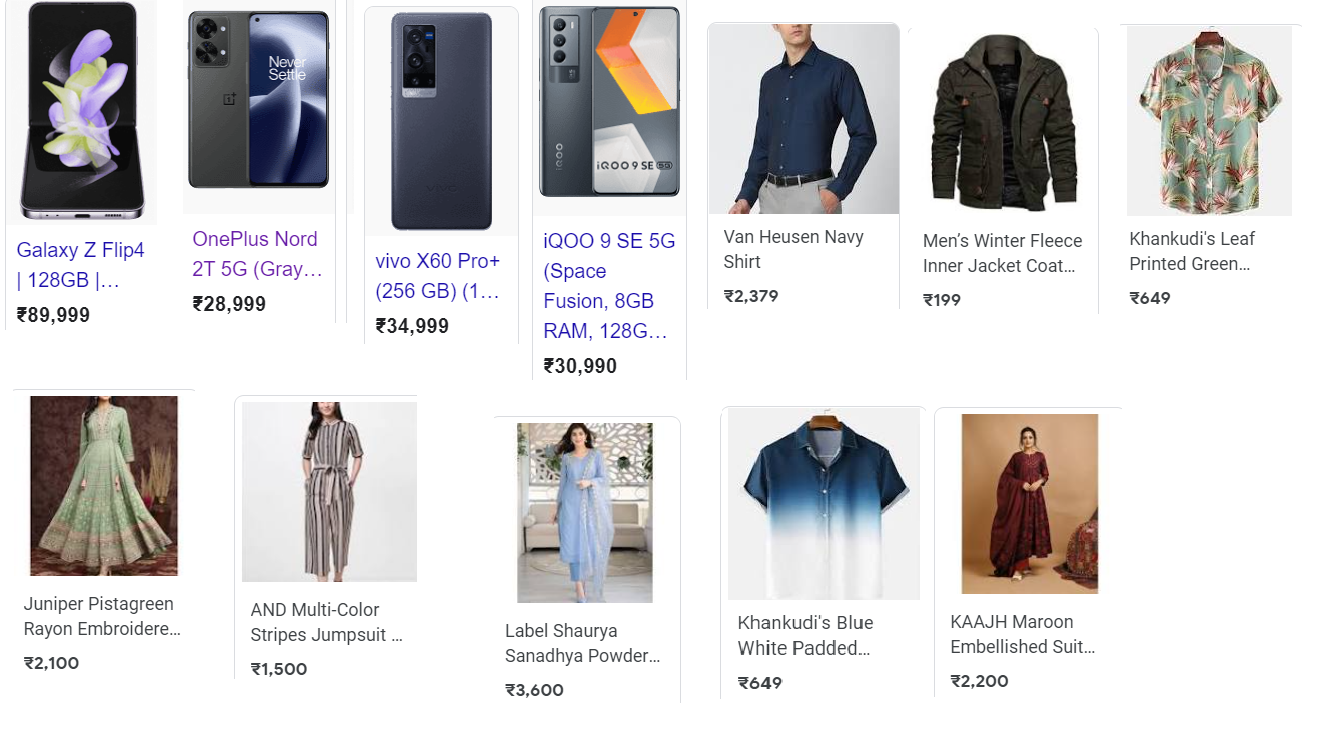 Never
Settle
iQOO
iQOO 9 SE 5G
Galaxy Z Flip4
| 128GB |...
₹89,999
OnePlus Nord
2T 5G (Gray...
₹28,999
vivo X60 Pro+
(256 GB) (1...
₹34,999
iQOO 9 SE 5G
(Space
Fusion, 8GB
RAM, 128G...
₹30,990
Van Heusen Navy
Shirt
₹2,379
Men's Winter Fleece
Inner Jacket Coat...
₹199
Khankudi's Leaf
Printed Green...
₹649
Juniper Pistagreen
Rayon Embroidere...
₹2,100
AND Multi-Color
Stripes Jumpsuit ...
₹1,500
Label Shaurya
Sanadhya Powder...
₹3,600
Khankudi's Blue
White Padded...
₹649
KAAJH Maroon
Embellished Suit...
₹2,200